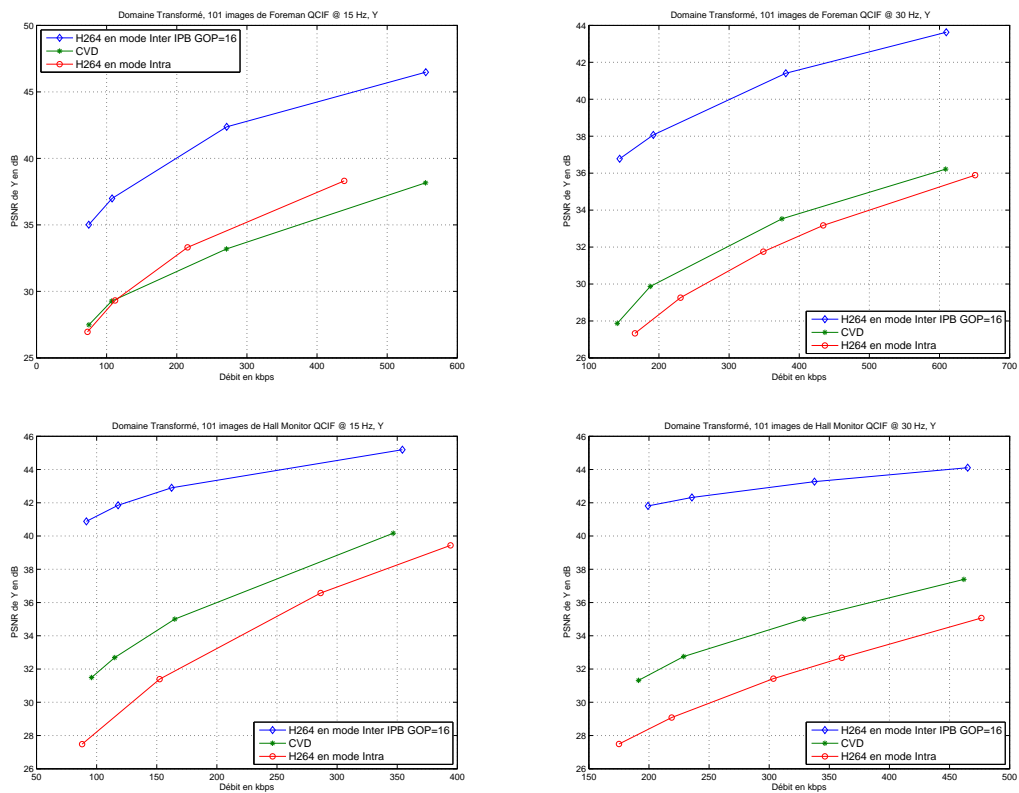 Domaine Transformé, 101 images de Foreman QCIF @ 15 Hz, Y
50
45
40
35
30
25
PSNR de Y en dB
H264 en mode Inter IPB GOP=16
CVD
H264 en mode Intra
0 100 200 300 400 500 600
Débit en kbps
Domaine Transformé, 101 images de Foreman QCIF @ 30 Hz, Y
44
42
40
38
36
34
32
30
28
26
PSNR de Y en dB
H264 en mode Inter IPB GOP=16
CVD
H264 en mode Intra
100 200 300 400 500 600 700
Débit en kbps
Domaine Transformé, 101 images de Hall Monitor QCIF @ 15 Hz, Y
46
44
42
40
38
36
34
32
30
28
26
PSNR de Y en dB
H264 en mode Inter IPB GOP=16
CVD
H264 en mode Intra
50 100 150 200 250 300 350 400
Débit en kbps
Domaine Transformé, 101 images de Hall Monitor QCIF @ 30 Hz, Y
46
44
42
40
38
36
34
32
30
28
26
PSNR de Y en dB
H264 en mode Inter IPB GOP=16
CVD
H264 en mode Intra
150 200 250 300 350 400 450 500
Débit en kbps